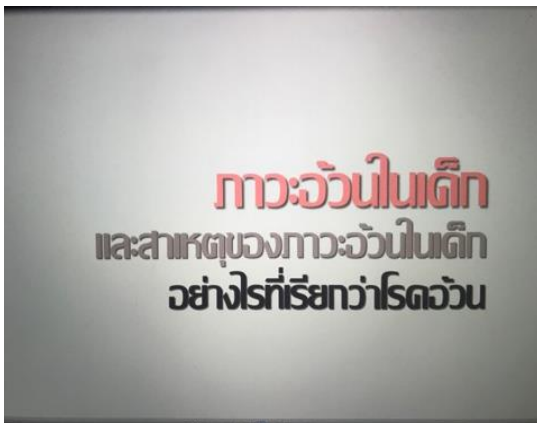 ภาวะอ้วนในเด็ก
และสาเหตุของภาวะอ้วนในเด็ก
อย่างไรที่เรียกว่าโรคอ้วน